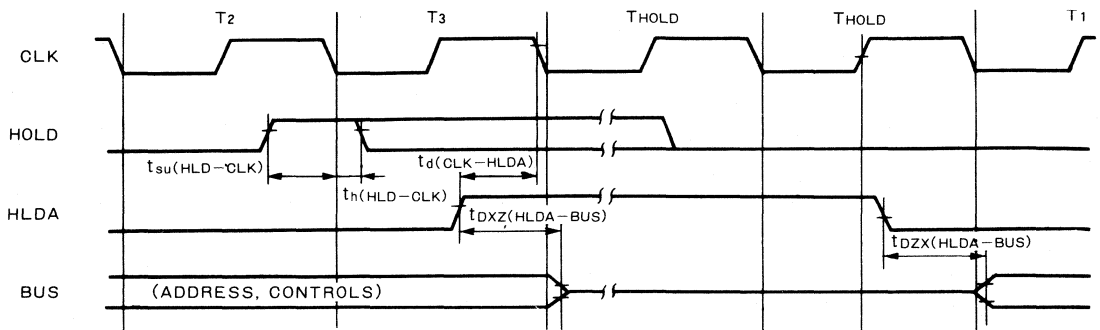 T2 T3 THOLD THOLD T1
CLK
HOLD
tsu(HLD-CLK) td(CLK-HLDA)
th(HLD-CLK)
HLDA
tDXZ(HLDA-BUS)
tDZX(HLDA-BUS)
BUS (ADDRESS, CONTROLS)